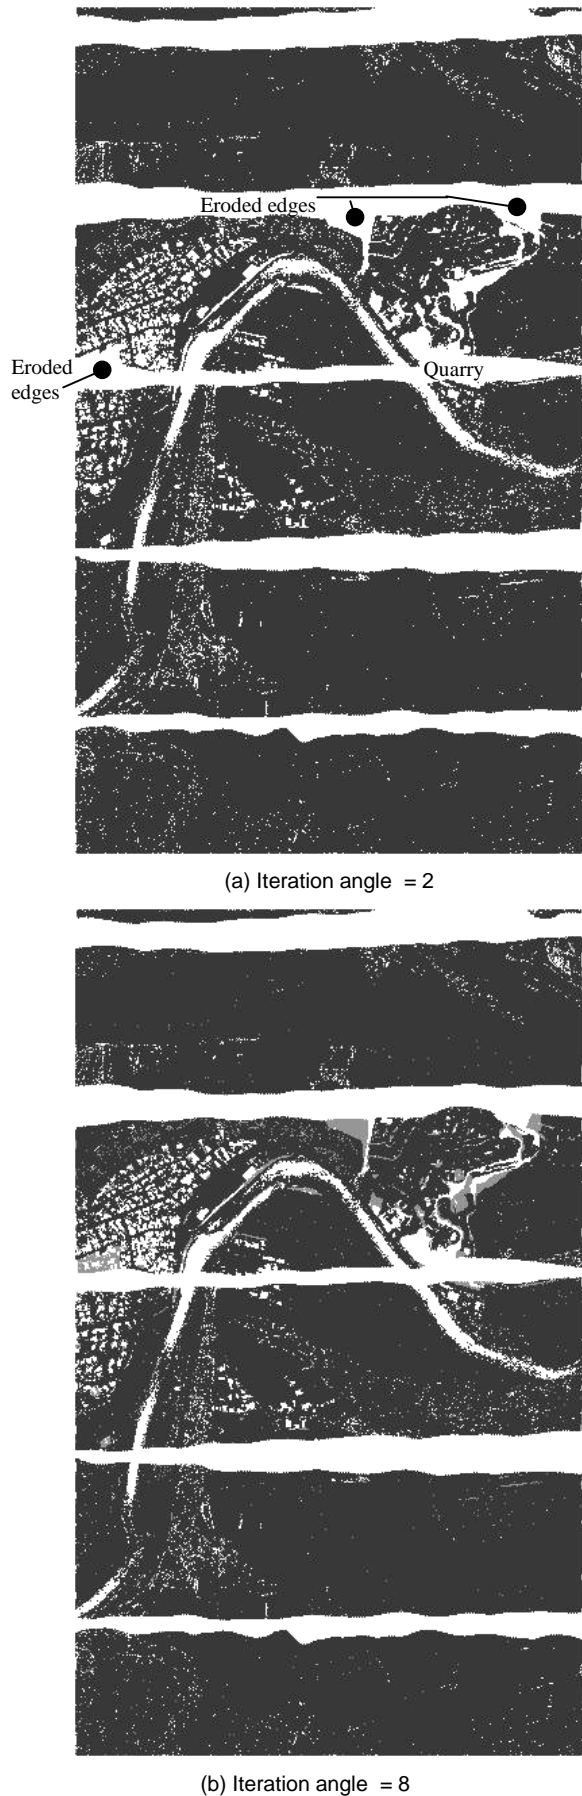 Eroded edges
Eroded
edges
Quarry
(a) Iteration angle = 2
(b) Iteration angle = 8